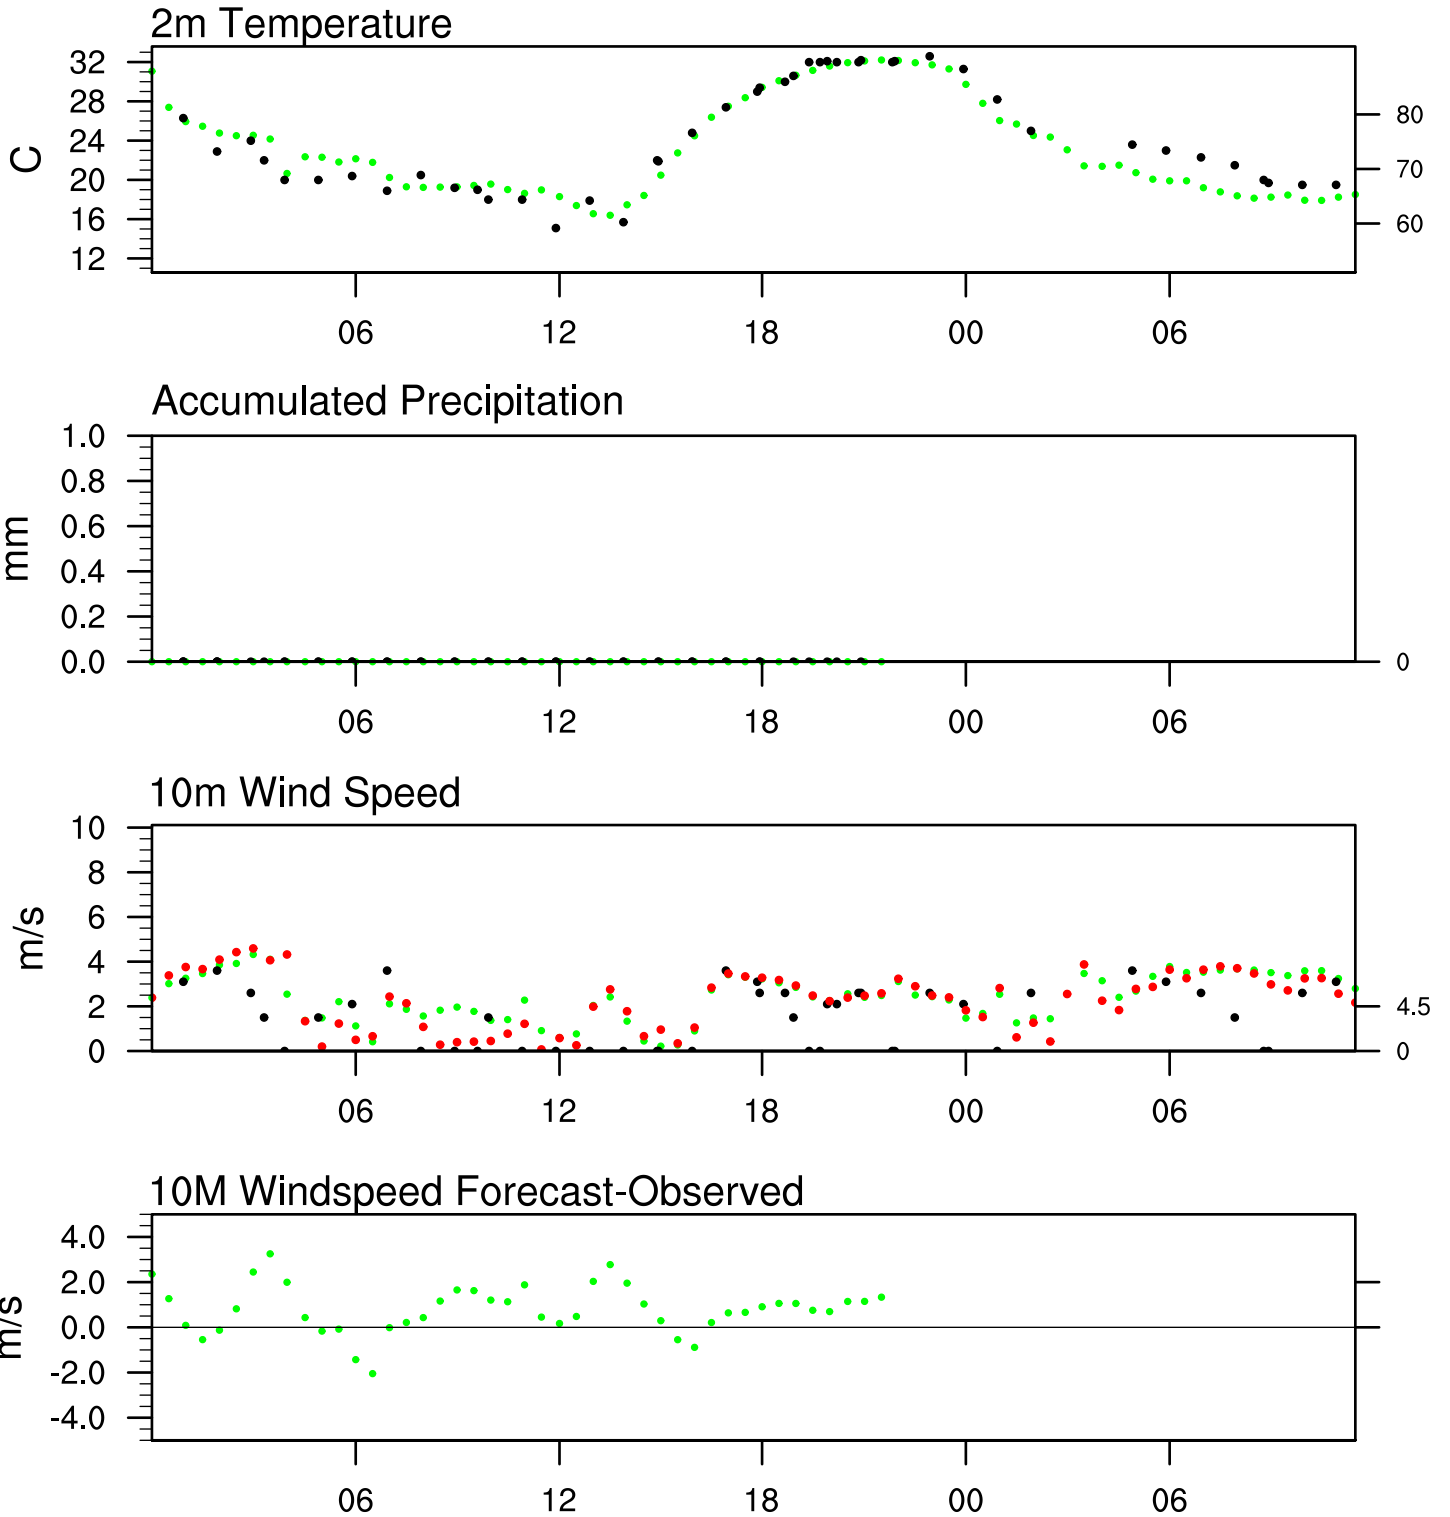 2m Temperature
32
28
24
20
16
12
C
80
70
60
06 12 18 00 06
Accumulated Precipitation
1.0
0.8
0.6
0.4
0.2
0.0
mm
0
06 12 18 00 06
10m Wind Speed
10
8
6
4
2
0
m/s
4.5
0
06 12 18 00 06
10M Windspeed Forecast-Observed
4.0
2.0
0.0
-2.0
-4.0
m/s
06 12 18 00 06